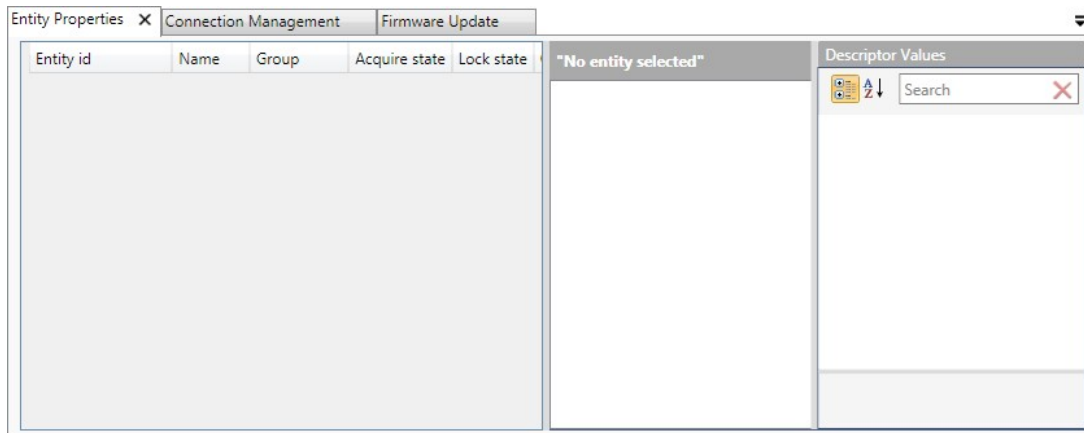 Entity Properties
Connection Management
Firmware Update
Entity id Name Group Acquire state Lock state
"No entity selected"
Descriptor Values
Search